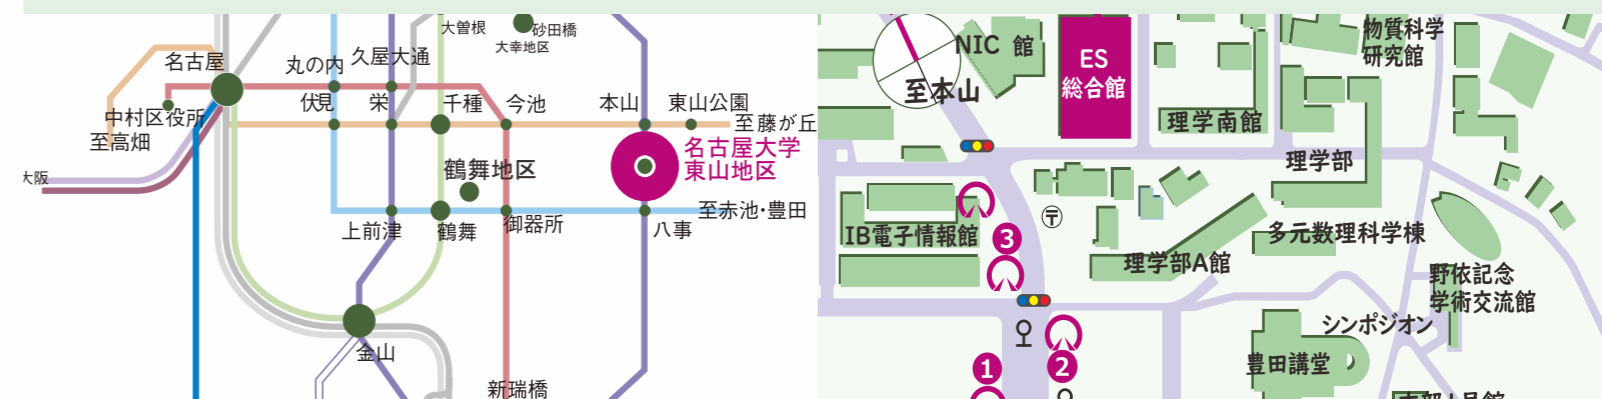 大曽根
砂田橋
大幸地区
名古屋
丸の内
久屋大通
中村区役所
伏見
栄
千種
今池
本山
東山公園
至高畑
至藤が丘
名古屋大学
東山地区
大阪
鶴舞地区
上前津
鶴舞
御器所
八事
至赤池・豊田
金山
新瑞橋
NIC 館
至本山
ES
総合館
物質科学
研究館
理学南館
理学部
〒
IB電子情報館
3
理学部A館
多元数理科学棟
野依記念
学術交流館
シンポジオン
豊田講堂
1
2